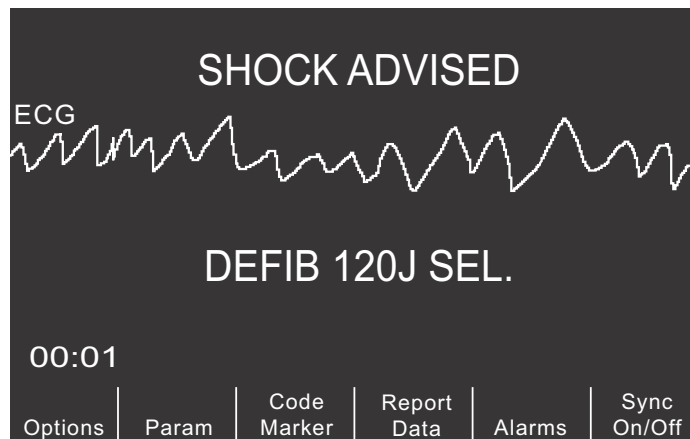 SHOCK ADVISED
ECG
DEFIB 120J SEL.
00:01
Options Param Code Marker Report Data Alarms Sync On/Off